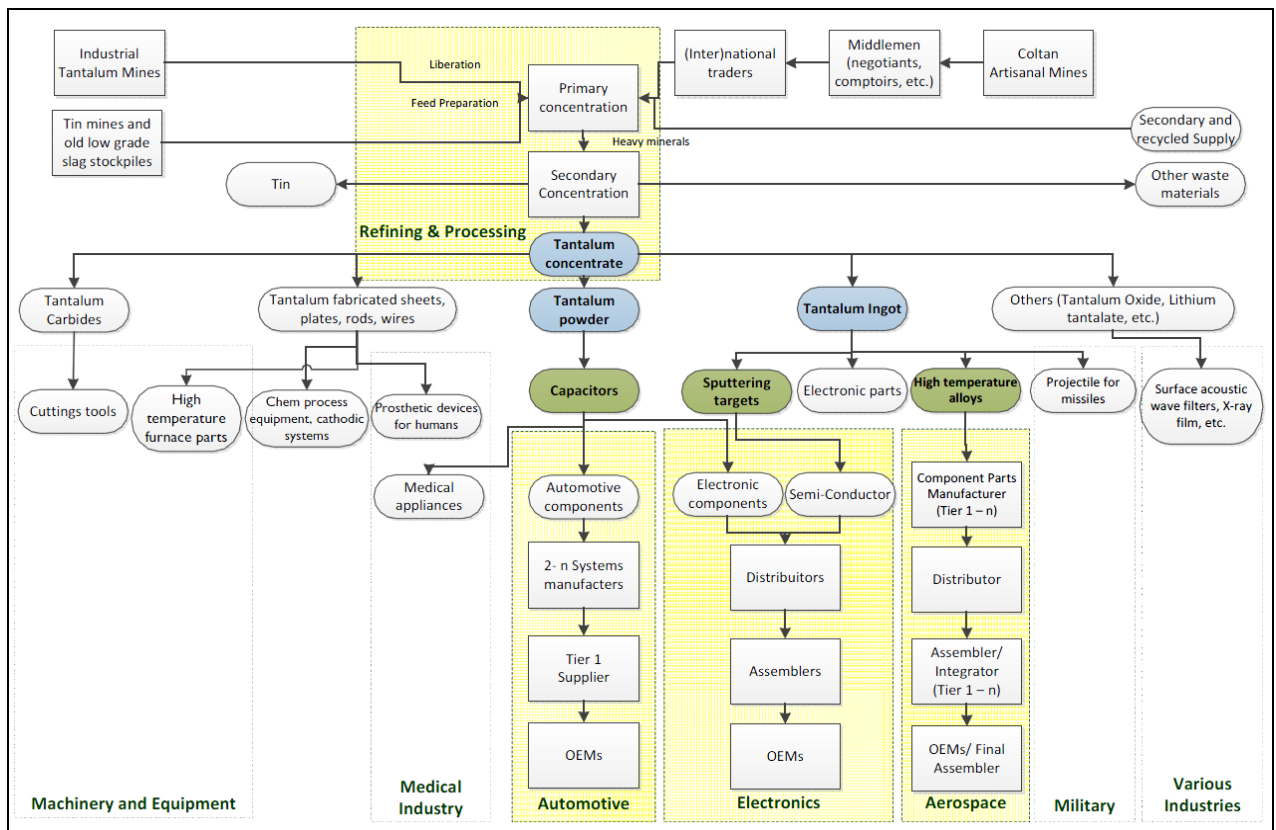 Industrial
Tantalum Mines
Liberation
Feed Preparation
Primary
concentration
(Inter)national
traders
Middlemen
(negotiants,
comptoirs, etc.)
Coltan
Artisanal Mines
Tin mines and
old low grade
slag stockpiles
Heavy minerals
Secondary and
recycled Supply
Tin
Secondary
Concentration
Other waste
materials
Refining & Processing
Tantalum
concentrate
Tantalum
Carbides
Tantalum fabricated sheets,
plates, rods, wires
Tantalum
powder
Tantalum Ingot
Others (Tantalum Oxide, Lithium
tantalate, etc.)
Cuttings tools
High
temperature
furnace parts
Chem process
equipment, cathodic
systems
Prosthetic devices
for humans
Capacitors
Sputtering
targets
Electronic parts
High temperature
alloys
Projectile for
missiles
Surface acoustic
wave filters, X-ray
film, etc.
Medical
appliances
Automotive
components
Electronic
components
Semi-Conductor
Component Parts
Manufacturer
(Tier 1 – n)
2- n Systems
manufacters
Distribuitors
Distributor
Tier 1
Supplier
Assemblers
Assembler/
Integrator
(Tier 1 – n)
OEMs
OEMs
OEMs/ Final
Assembler
Machinery and Equipment
Medical
Industry
Automotive
Electronics
Aerospace
Military
Various
Industries